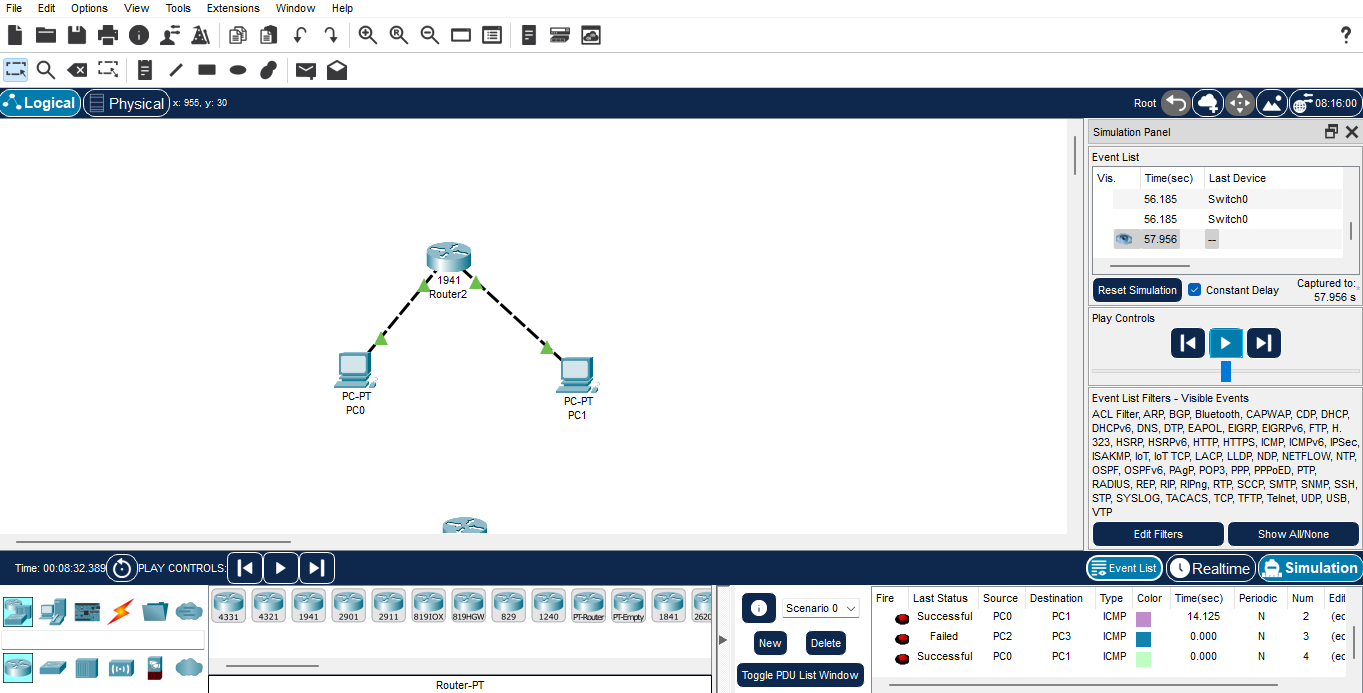 File Edit Options View Tools Extensions Window Help
?
Logical Physical x: 955, y: 30 Root 08:16:00
Simulation Panel
Event List
Vis. Time(sec) Last Device
56.185 Switch0
56.185 Switch0
57.956 --
Reset Simulation Constant Delay Captured to:
57.956 s
Play Controls
1941
Router2
PC-PT
PC0
PC-PT
PC1
Event List Filters - Visible Events
ACL Filter, ARP, BGP, Bluetooth, CAPWAP, CDP, DHCP,
DHCPv6, DNS, DTP, EAPOL, EIGRP, EIGRPv6, FTP, H.
323, HSRP, HSRPv6, HTTP, HTTPS, ICMP, ICMPv6, IPSec,
ISAKMP, IoT, IoT TCP, LACP, LLDP, NDP, NETFLOW, NTP,
OSPF, OSPFv6, PAgP, POP3, PPP, PPPoED, PTP,
RADIUS, REP, RIP, RIPng, RTP, SCCP, SMTP, SNMP, SSH,
STP, SYSLOG, TACACS, TCP, TFTP, Telnet, UDP, USB,
VTP
Edit Filters Show All/None
Time: 00:08:32.389 PLAY CONTROLS: Event List Realtime Simulation
4331 4321 1941 2901 2911 819IOX 819HGW 829 1240 PT-Router PT-Empty 1841 2620
Router-PT
Scenario 0
New Delete
Toggle PDU List Window
Fire Last Status Source Destination Type Color Time(sec) Periodic Num Edit
Successful PC0 PC1 ICMP 14.125 N 2 (ec
Failed PC2 PC3 ICMP 0.000 N 3 (ec
Successful PC0 PC1 ICMP 0.000 N 4 (ec